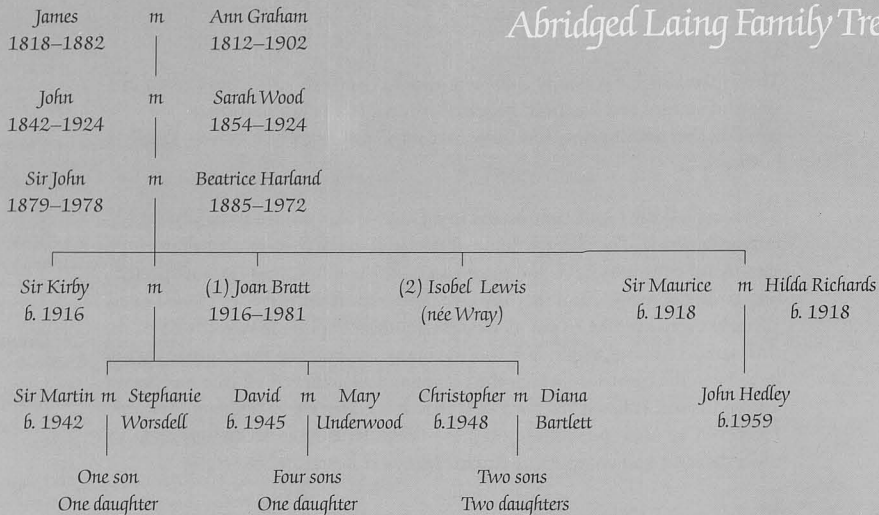 Abridged Laing Family Tre
James m Ann Graham
1818–1882 1812–1902
John m Sarah Wood
1842–1924 1854–1924
Sir John m Beatrice Harland
1879–1978 1885–1972
Sir Kirby m (1) Joan Bratt (2) Isobel Lewis Sir Maurice m Hilda Richards
b. 1916 1916–1981 (née Wray) b. 1918 b. 1918
Sir Martin m Stephanie David m Mary Christopher m Diana John Hedley
b. 1942 Worsdell b. 1945 Underwood b.1948 Bartlett b.1959
One son Four sons Two sons
One daughter One daughter Two daughters